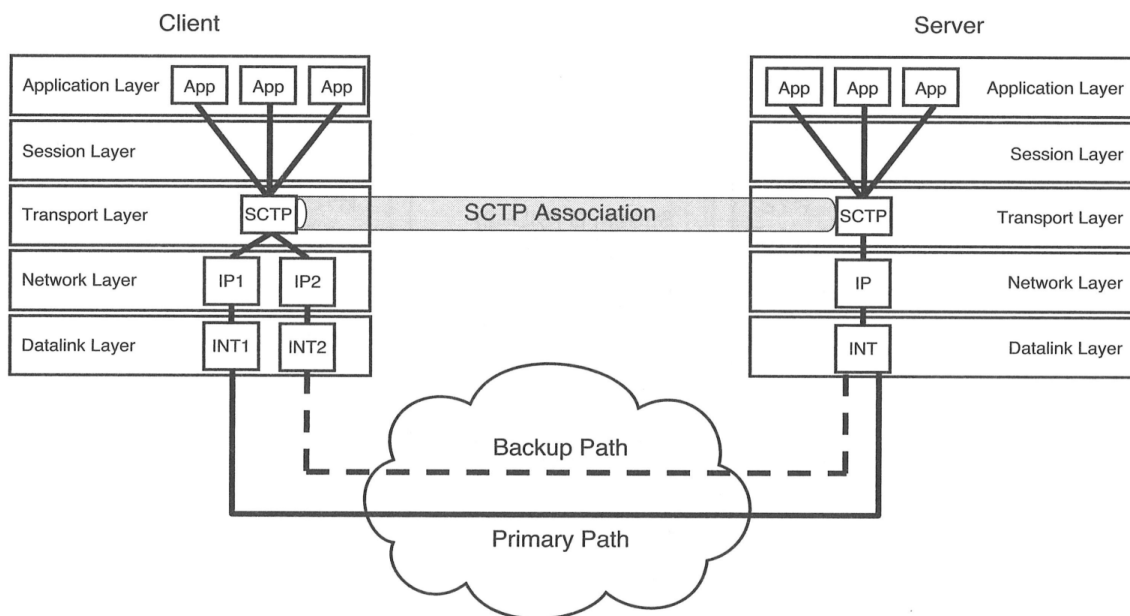 Client
Server
Application Layer
App
App
App
App
App
App
Application Layer
Session Layer
Session Layer
Transport Layer
SCTP
SCTP Association
SCTP
Transport Layer
Network Layer
IP1
IP2
IP
Network Layer
Datalink Layer
INT1
INT2
INT
Datalink Layer
Backup Path
Primary Path